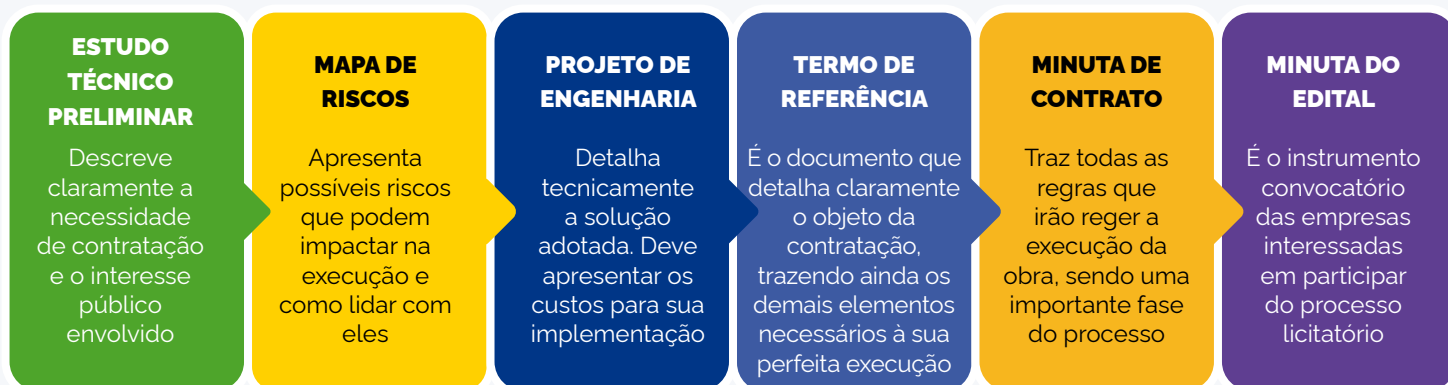 ESTUDO
TÉCNICO
PRELIMINAR
Descreve
claramente a
necessidade
de contratação
e o interesse
público
envolvido
MAPA DE
RISCOS
Apresenta
possíveis riscos
que podem
impactar na
execução e
como lidar com
eles
PROJETO DE
ENGENHARIA
Detalha
tecnicamente
a solução
adotada. Deve
apresentar os
custos para sua
implementação
TERMO DE
REFERÊNCIA
É o documento que
detalha claramente
o objeto da
contratação,
trazendo ainda os
demais elementos
necessários à sua
perfeita execução
MINUTA DE
CONTRATO
Traz todas as
regras que
irão reger a
execução da
obra, sendo uma
importante fase
do processo
MINUTA DO
EDITAL
É o instrumento
convocatório
das empresas
interessadas
em participar
do processo
licitatório